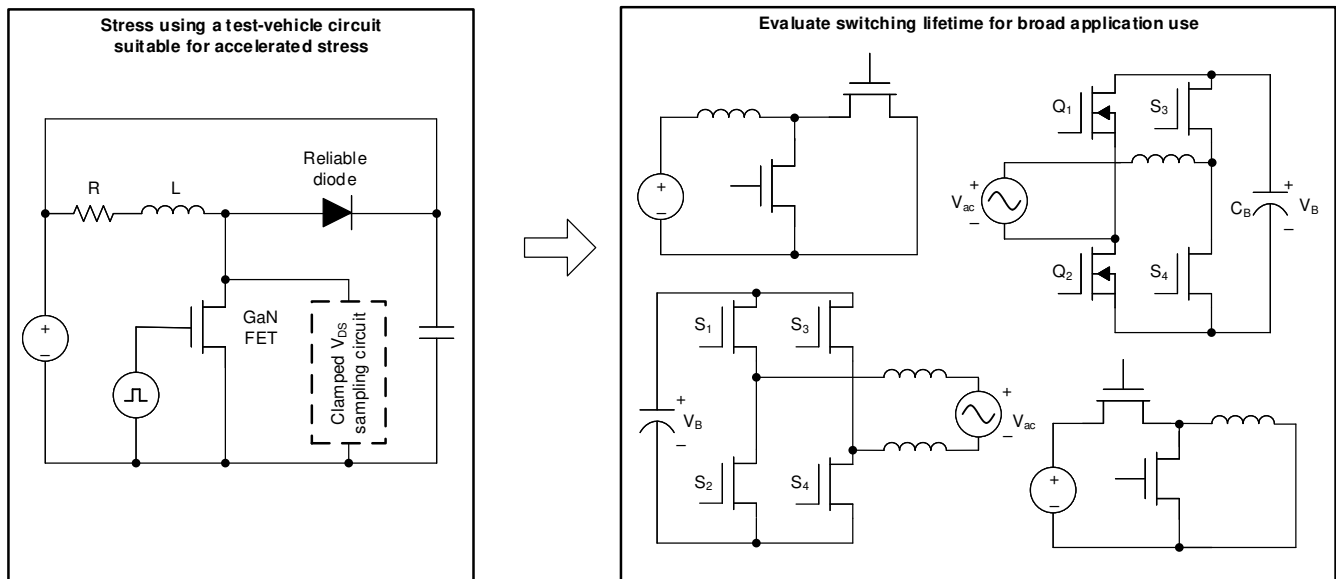 Stress using a test-vehicle circuit
suitable for accelerated stress
Reliable
diode
R
L
+
−
GaN
FET
Clamped VDS
sampling circuit
Evaluate switching lifetime for broad application use
+
−
Q1
S3
+
Vac
−
CB
+
VB
−
Q2
S4
S1
S3
+
VB
−
+
Vac
−
S2
S4
+
−